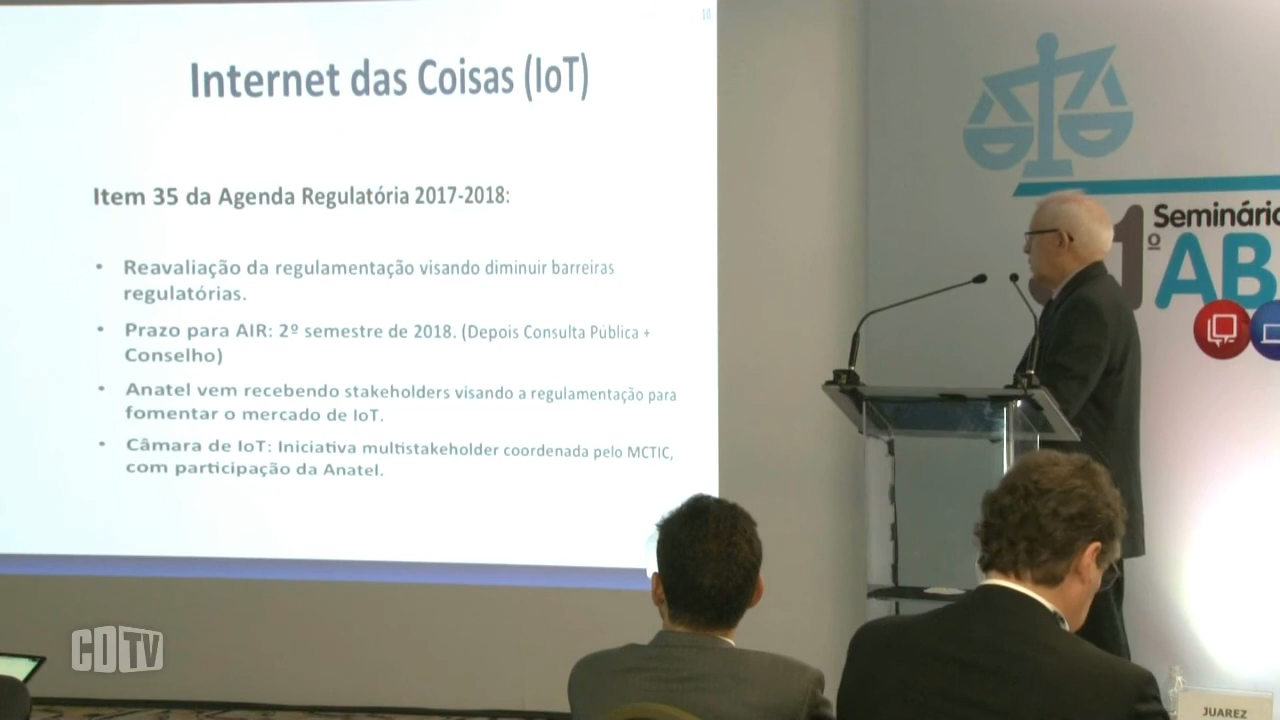 10
Internet das Coisas (IoT)
Item 35 da Agenda Regulatória 2017-2018:
• Reavaliação da regulamentação visando diminuir barreiras
regulatórias.
• Prazo para AIR: 2º semestre de 2018. (Depois Consulta Pública +
Conselho)
• Anatel vem recebendo stakeholders visando a regulamentação para
fomentar o mercado de IoT.
• Câmara de IoT: Iniciativa multistakeholder coordenada pelo MCTIC,
com participação da Anatel.
1º Seminário
AB
CDTV
JUAREZ